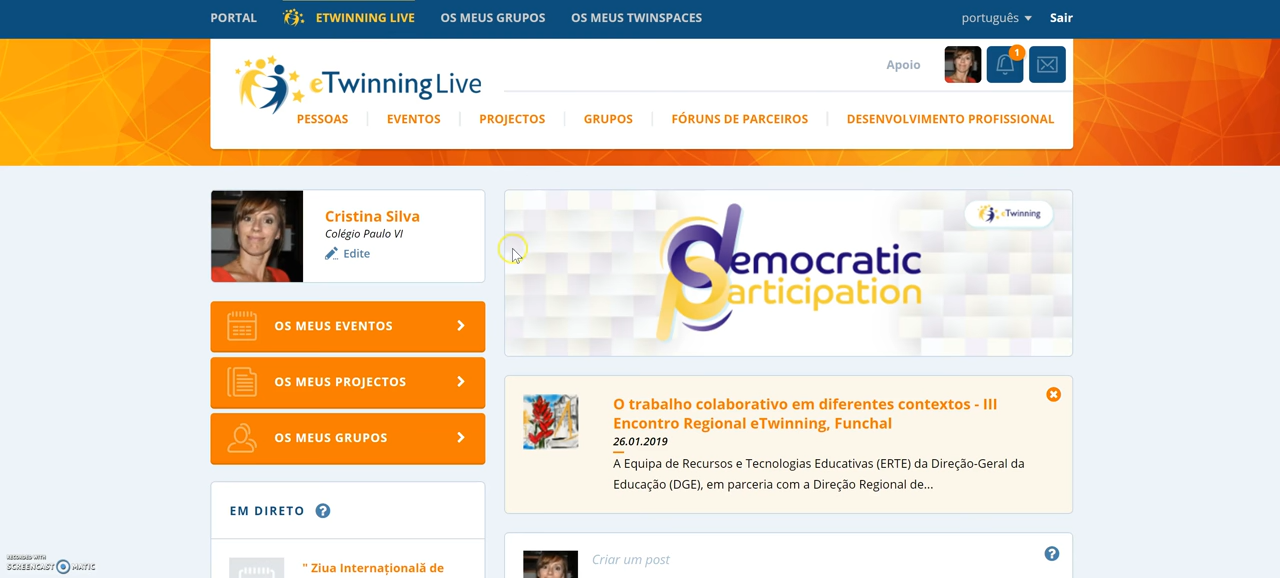 PORTAL
ETWINNING LIVE
OS MEUS GRUPOS
OS MEUS TWINSPACES
português
Sair
eTwinning Live
Apoio
1
PESSOAS
EVENTOS
PROJECTOS
GRUPOS
FÓRUNS DE PARCEIROS
DESENVOLVIMENTO PROFISSIONAL
Cristina Silva
Colégio Paulo VI
Edite
OS MEUS EVENTOS
OS MEUS PROJECTOS
OS MEUS GRUPOS
EM DIRETO ?
" Ziua Internațională de
eTwinning
democratic
participation
O trabalho colaborativo em diferentes contextos - III
Encontro Regional eTwinning, Funchal
26.01.2019
A Equipa de Recursos e Tecnologias Educativas (ERTE) da Direção-Geral da
Educação (DGE), em parceria com a Direção Regional de...
Criar um post
?
RECORDED WITH
SCREENCAST MATIC